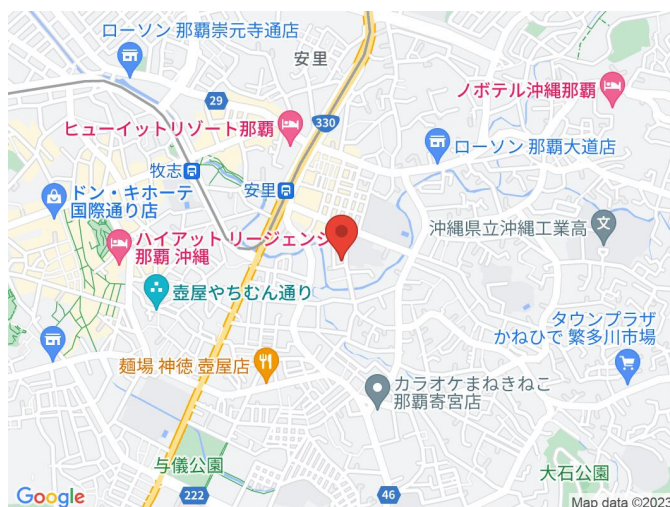 ローソン 那覇崇元寺通店
安里
29
330
ノボテル沖縄那覇
ヒューイットリゾート那覇
ローソン 那覇大道店
牧志
安里
ドン・キホーテ
国際通り店
沖縄県立沖縄工業高
ハイアット リージェンシ
那覇 沖縄
壺屋やちむん通り
タウンプラザ
かねひで 繁多川市場
麺場 神徳 壺屋店
カラオケまねきねこ
那覇寄宮店
与儀公園
大石公園
222
46
Google
Map data ©2023